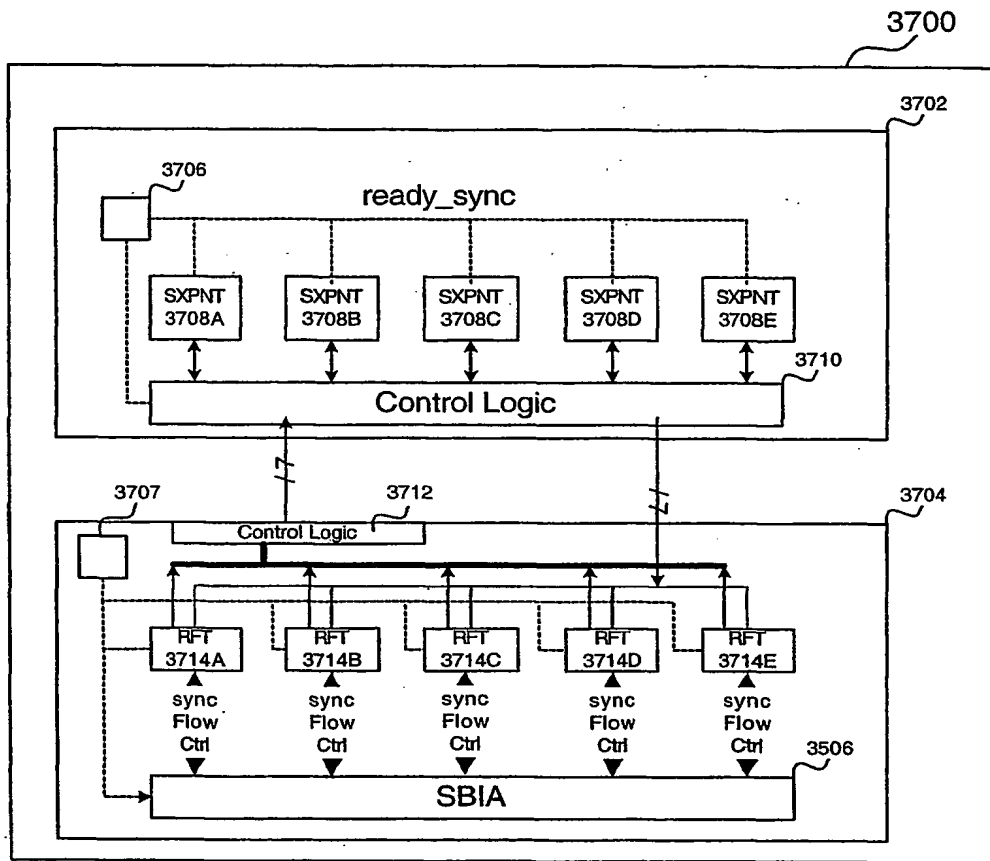 3700
3702
3706
ready_sync
SXPNT
3708A
SXPNT
3708B
SXPNT
3708C
SXPNT
3708D
SXPNT
3708E
3710
Control Logic
17
17
3707
3712
3704
Control Logic
RFT
3714A
RFT
3714B
RFT
3714C
RFT
3714D
RFT
3714E
sync
Flow
Ctrl
sync
Flow
Ctrl
sync
Flow
Ctrl
sync
Flow
Ctrl
sync
Flow
Ctrl
3506
SBIA